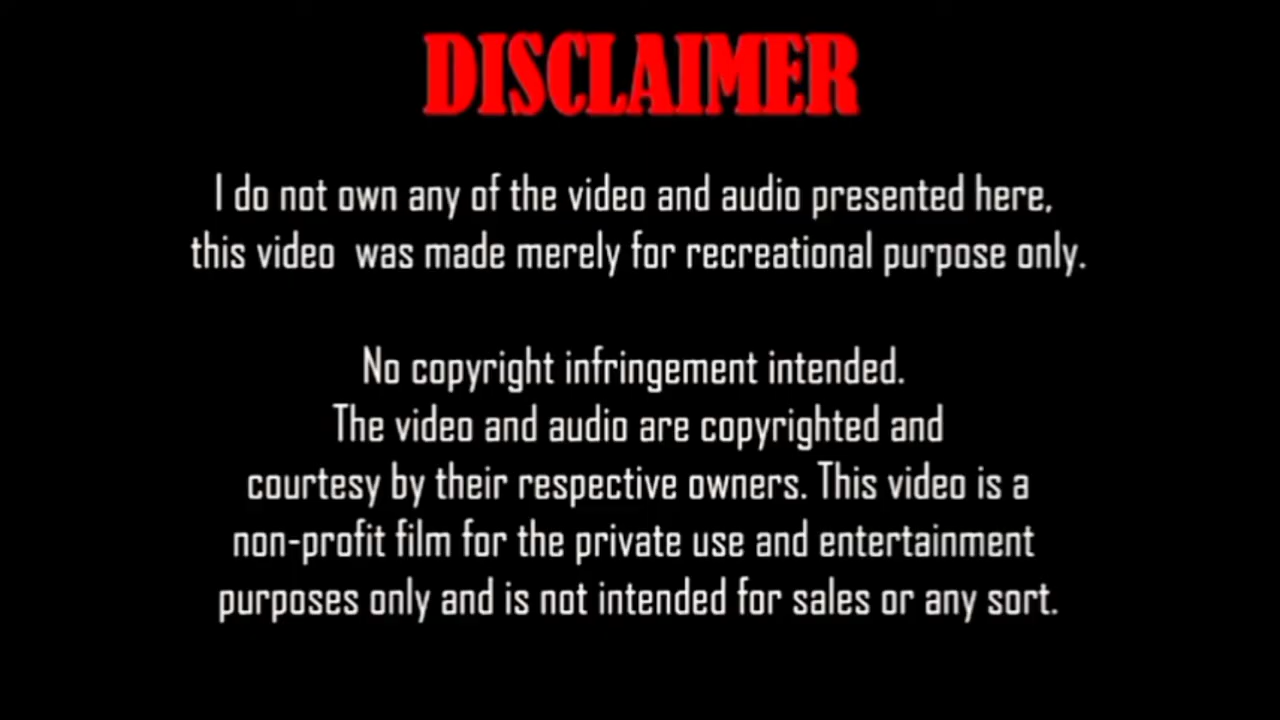 DISCLAIMER
I do not own any of the video and audio presented here,
this video was made merely for recreational purpose only.
No copyright infringement intended.
The video and audio are copyrighted and
courtesy by their respective owners. This video is a
non-profit film for the private use and entertainment
purposes only and is not intended for sales or any sort.